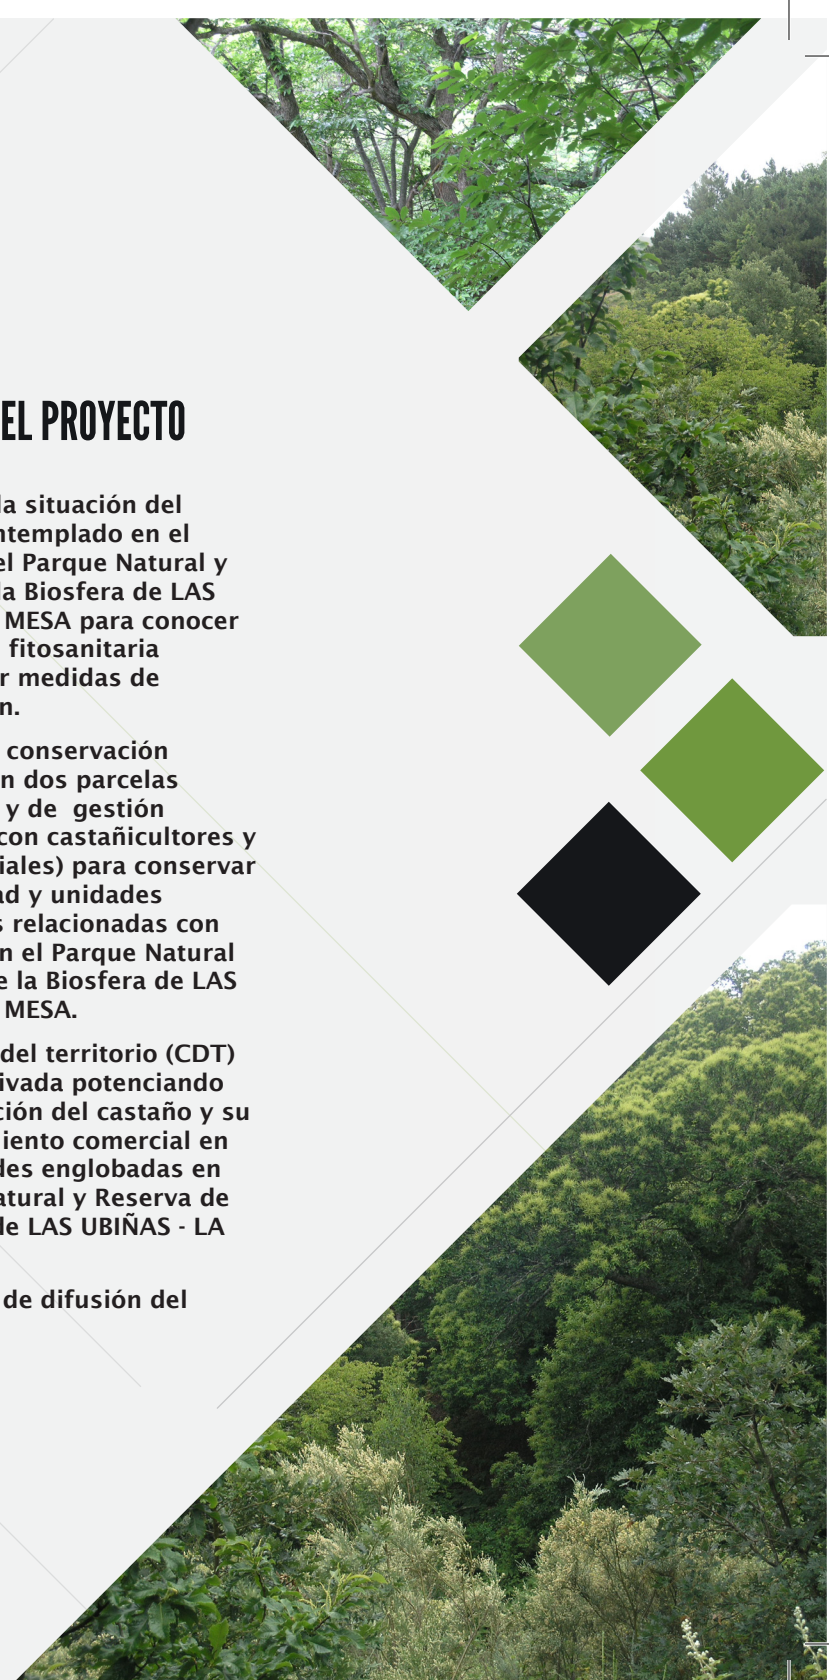 EL PROYECTO
la situación del
ntemplado en el
el Parque Natural y
la Biosfera de LAS
MESA para conocer
fitosanitaria
r medidas de
n.
conservación
n dos parcelas
y de  gestión
con castañicultores y
iales) para conservar
ad y unidades
s relacionadas con
n el Parque Natural
e la Biosfera de LAS
MESA.
del territorio (CDT)
ivada potenciando
ción del castaño y su
iento comercial en
des englobadas en
atural y Reserva de
de LAS UBIÑAS - LA
de difusión del